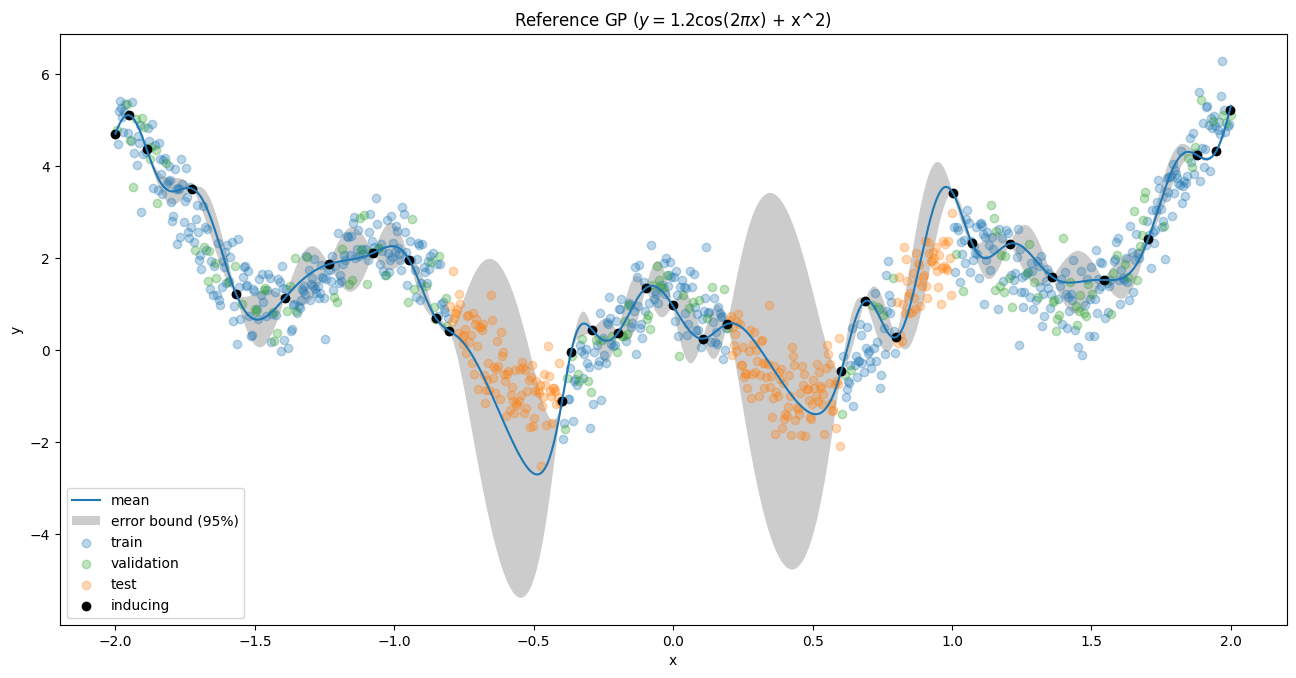 Reference GP (y = 1.2cos(2πx) + x^2)
6
4
2
0
−2
−4
y
−2.0 −1.5 −1.0 −0.5 0.0 0.5 1.0 1.5 2.0
x
mean
error bound (95%)
train
validation
test
inducing